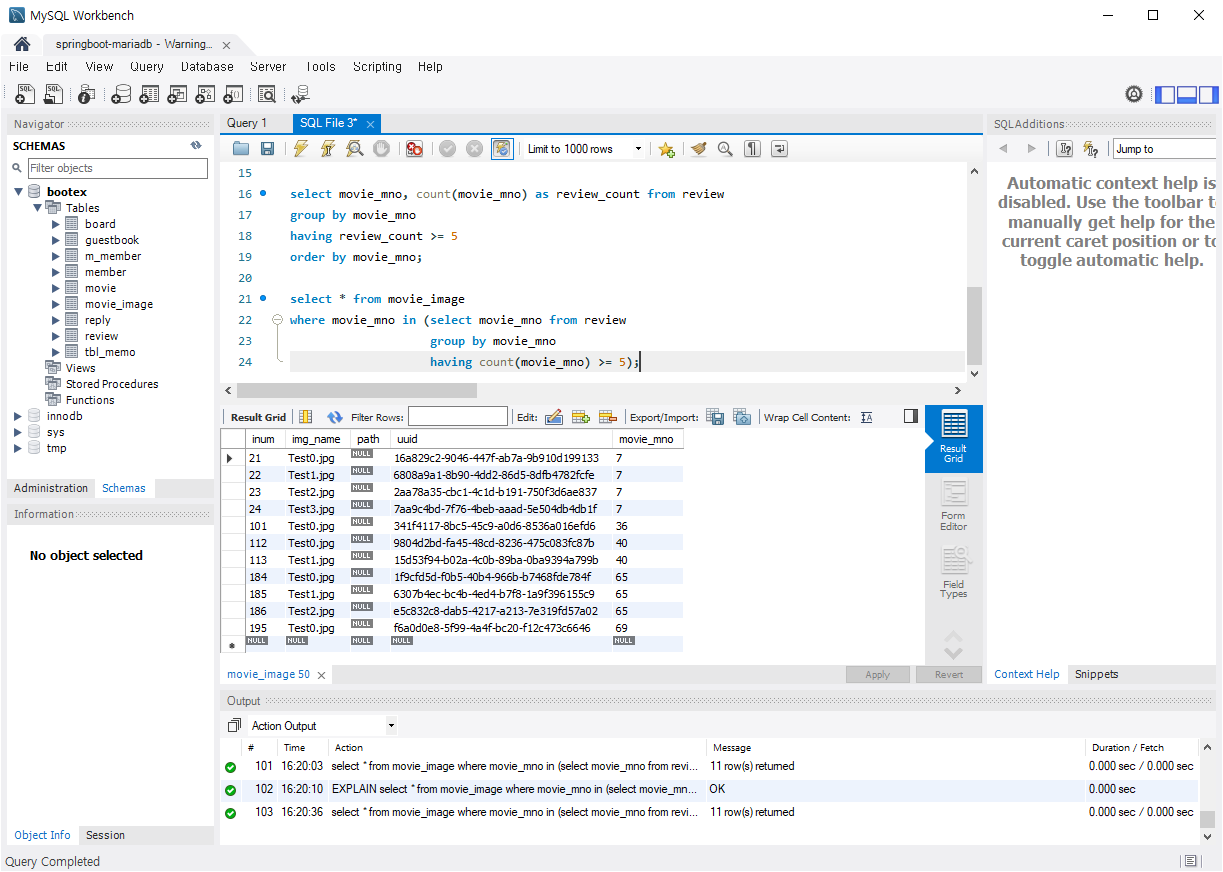 MySQL Workbench
springboot-mariadb - Warning...
File Edit View Query Database Server Tools Scripting Help
Navigator
SCHEMAS
Filter objects
bootex
Tables
board
guestbook
m_member
member
movie
movie_image
reply
review
tbl_memo
Views
Stored Procedures
Functions
innodb
sys
tmp
Administration Schemas
Information
No object selected
Object Info Session
Query 1 SQL File 3*
Limit to 1000 rows
15
16 select movie_mno, count(movie_mno) as review_count from review
17 group by movie_mno
18 having review_count >= 5
19 order by movie_mno;
20
21 select * from movie_image
22 where movie_mno in (select movie_mno from review
23 group by movie_mno
24 having count(movie_mno) >= 5);
Result Grid Filter Rows: Edit: Export/Import: Wrap Cell Content:
inum img_name path uuid movie_mno
21 Test0.jpg NULL 16a829c2-9046-447f-ab7a-9b910d199133 7
22 Test1.jpg NULL 6808a9a1-8b90-4dd2-86d5-8dfb4782fcfe 7
23 Test2.jpg NULL 2aa78a35-cbc1-4c1d-b191-750f3d6ae837 7
24 Test3.jpg NULL 7aa9c4bd-7f76-4beb-aaad-5e504db4db1f 7
101 Test0.jpg NULL 341f4117-8bc5-45c9-a0d6-8536a016efd6 36
112 Test0.jpg NULL 9804d2bd-fa45-48cd-8236-475c083fc87b 40
113 Test1.jpg NULL 15d53f94-b02a-4c0b-89ba-0ba9394a799b 40
184 Test0.jpg NULL 1f9cfd5d-f0b5-40b4-966b-b7468fde784f 65
185 Test1.jpg NULL 6307b4ec-bc4b-4ed4-b7f8-1a9f396155c9 65
186 Test2.jpg NULL e5c832c8-dab5-4217-a213-7e319fd57a02 65
195 Test0.jpg NULL f6a0d0e8-5f99-4a4f-bc20-f12c473c6646 69
NULL NULL NULL NULL NULL
Result
Grid
Form
Editor
Field
Types
movie_image 50 Apply Revert
SQLAdditions
Jump to
Automatic context help is
disabled. Use the toolbar t
manually get help for the
current caret position or to
toggle automatic help.
Context Help Snippets
Output
Action Output
# Time Action Message Duration / Fetch
101 16:20:03 select * from movie_image where movie_mno in (select movie_mno from revi... 11 row(s) returned 0.000 sec / 0.000 sec
102 16:20:10 EXPLAIN select * from movie_image where movie_mno in (select movie_mn... OK 0.000 sec
103 16:20:36 select * from movie_image where movie_mno in (select movie_mno from revi... 11 row(s) returned 0.000 sec / 0.000 sec
Query Completed